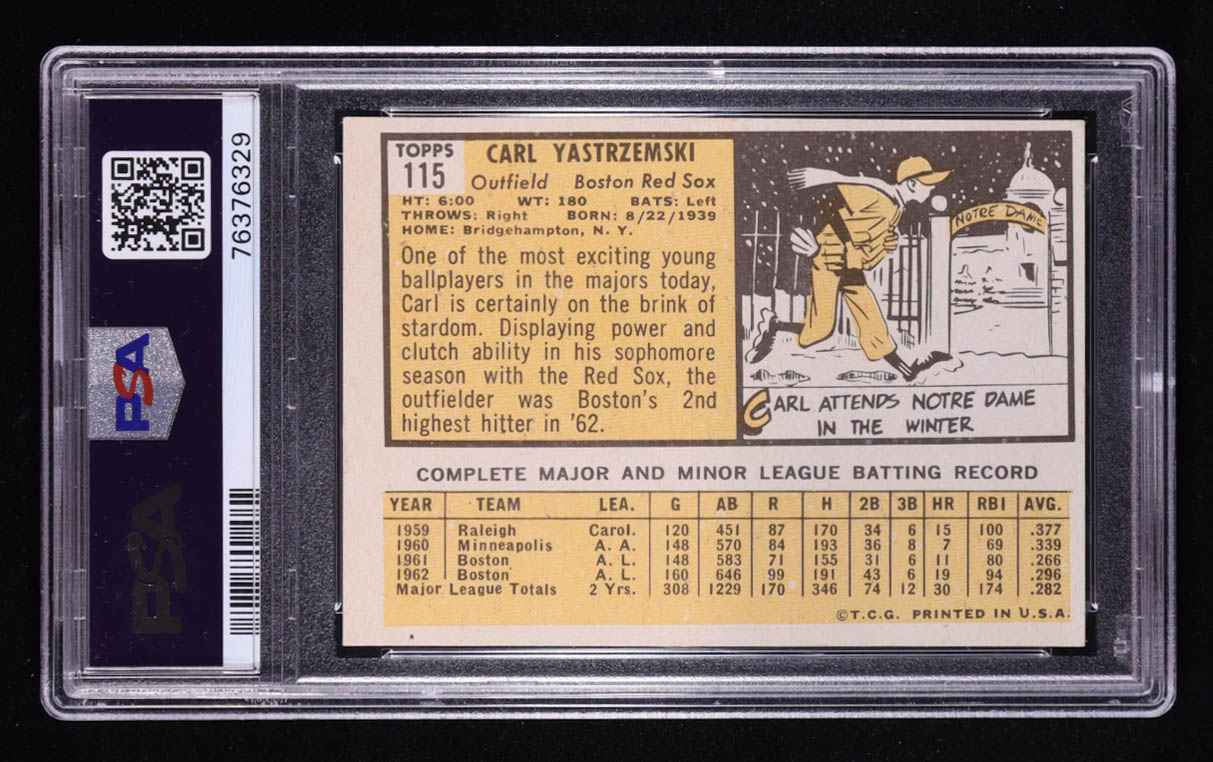 TOPPS
115
CARL YASTRZEMSKI
Outfield Boston Red Sox
HT: 6:00 WT: 180 BATS: Left
THROWS: Right BORN: 8/22/1939
HOME: Bridgehampton, N. Y.
One of the most exciting young
ballplayers in the majors today,
Carl is certainly on the brink of
stardom. Displaying power and
clutch ability in his sophomore
season with the Red Sox, the
outfielder was Boston's 2nd
highest hitter in '62.
NOTRE DAME
CARL ATTENDS NOTRE DAME
IN THE WINTER
COMPLETE MAJOR AND MINOR LEAGUE BATTING RECORD
YEAR TEAM LEA. G AB R H 2B 3B HR RBI AVG.
1959 Raleigh Carol. 120 451 87 170 34 6 15 100 .377
1960 Minneapolis A. A. 148 570 84 193 36 8 7 69 .339
1961 Boston A. L. 148 583 71 155 31 6 11 80 .266
1962 Boston A. L. 160 646 99 191 43 6 19 94 .296
Major League Totals 2 Yrs. 308 1229 170 346 74 12 30 174 .282
©T.C.G. PRINTED IN U.S.A.
76376329
PSA
PSA